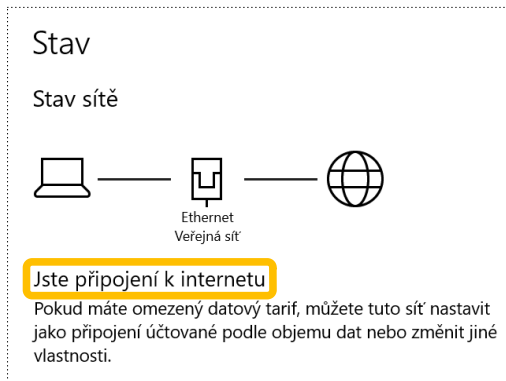 Stav
Stav sítě
Ethernet
Veřejná síť
Jste připojení k internetu
Pokud máte omezený datový tarif, můžete tuto síť nastavit
jako připojení účtované podle objemu dat nebo změnit jiné
vlastnosti.